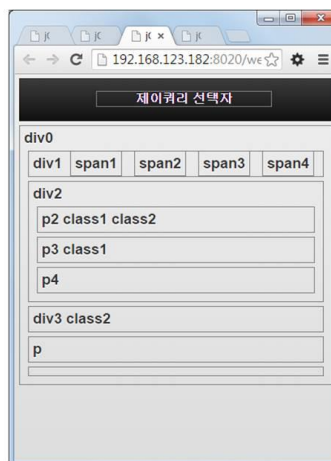 jC jC jC × jC
192.168.123.182:8020/we
제이쿼리 선택자
div0
div1 span1 span2 span3 span4
div2
p2 class1 class2
p3 class1
p4
div3 class2
p